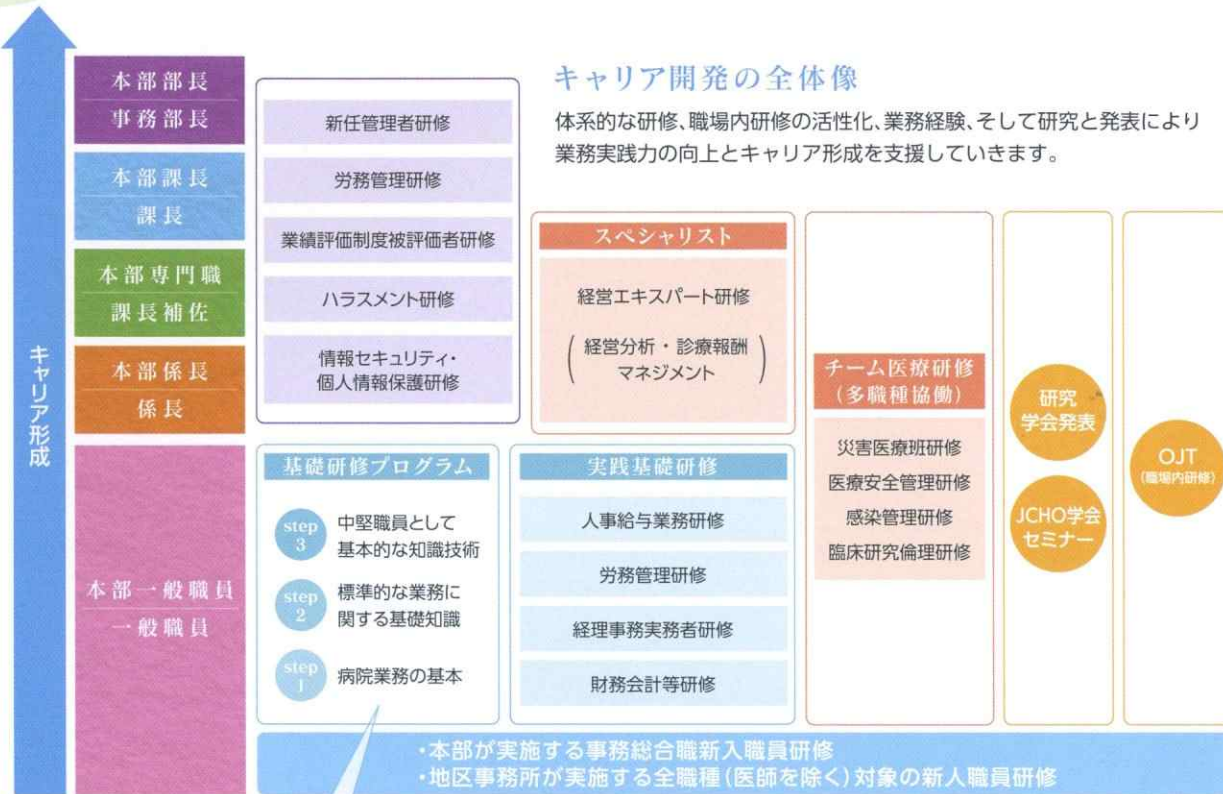 キャリア開発の全体像
体系的な研修、職場内研修の活性化、業務経験、そして研究と発表により
業務実践力の向上とキャリア形成を支援していきます。
キャリア形成
本部部長
事務部長
本部課長
課長
本部専門職
課長補佐
本部係長
係長
本部一般職員
一般職員
新任管理者研修
労務管理研修
業績評価制度被評価者研修
ハラスメント研修
情報セキュリティ・
個人情報保護研修
スペシャリスト
経営エキスパート研修
(経営分析・診療報酬
マネジメント)
基礎研修プログラム
step
3
中堅職員として
基本的な知識技術
step
2
標準的な業務に
関する基礎知識
step
1
病院業務の基本
実践基礎研修
人事給与業務研修
労務管理研修
経理事務実務者研修
財務会計等研修
チーム医療研修
(多職種協働)
災害医療班研修
医療安全管理研修
感染管理研修
臨床研究倫理研修
研究
学会発表
JCHO学会
セミナー
OJT
(職場内研修)
・本部が実施する事務総合職新入職員研修
・地区事務所が実施する全職種(医師を除く)対象の新人職員研修